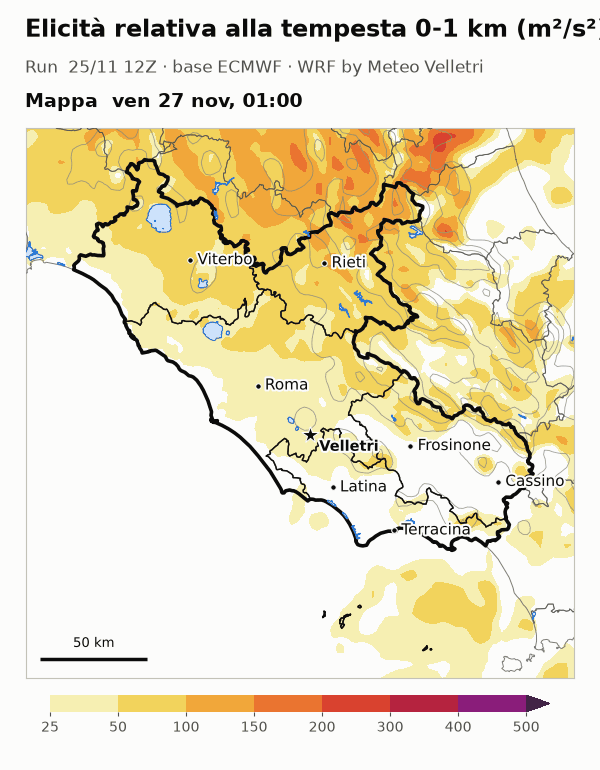 Elicità relativa alla tempesta 0-1 km (m²/s²)
Run 25/11 12Z · base ECMWF · WRF by Meteo Velletri
Mappa ven 27 nov, 01:00
Viterbo
Rieti
Roma
Velletri
Frosinone
Cassino
Latina
Terracina
50 km
25 50 100 150 200 300 400 500